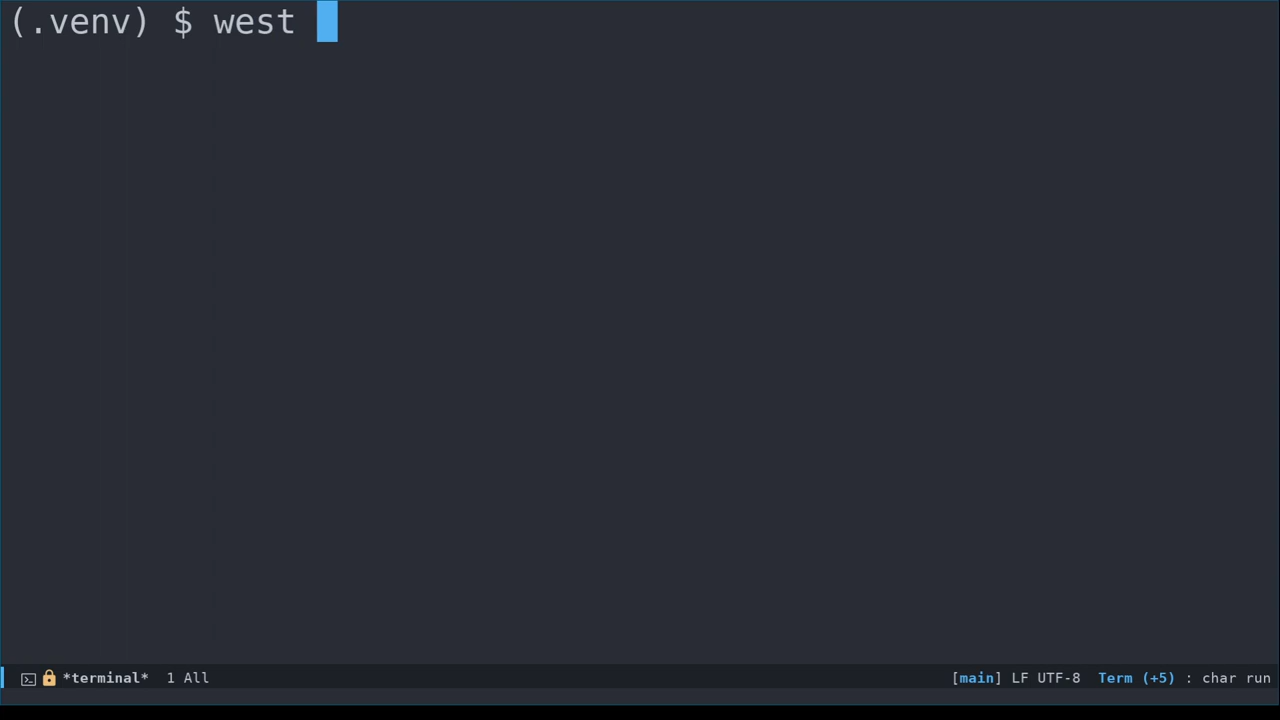 (.venv) $ west
*terminal*  1 All  [main] LF UTF-8  Term (+5) : char run